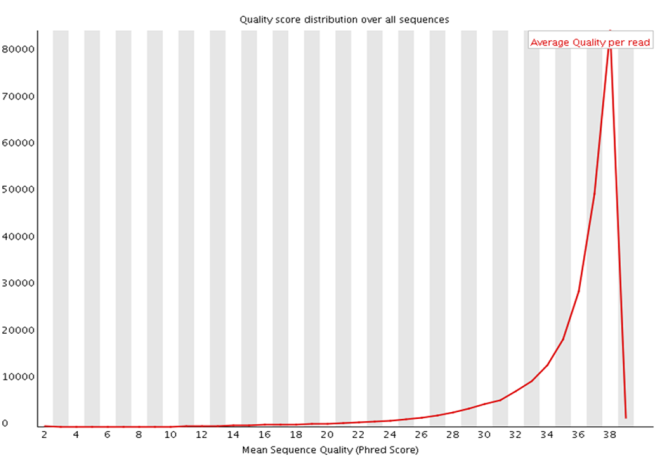 Quality score distribution over all sequences
Average Quality per read
80000
70000
60000
50000
40000
30000
20000
10000
0
2 4 6 8 10 12 14 16 18 20 22 24 26 28 30 32 34 36 38
Mean Sequence Quality (Phred Score)